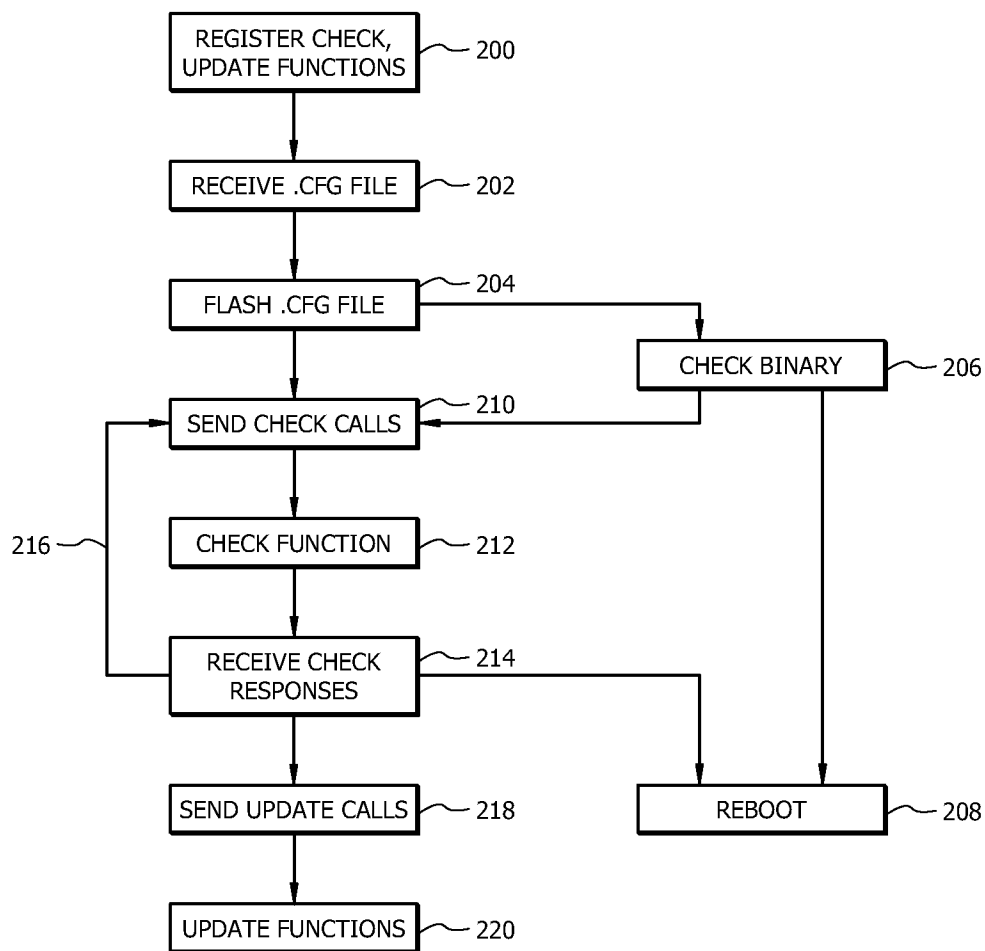 REGISTER CHECK,
UPDATE FUNCTIONS
200
RECEIVE .CFG FILE
202
FLASH .CFG FILE
204
CHECK BINARY
206
SEND CHECK CALLS
210
216
CHECK FUNCTION
212
RECEIVE CHECK
RESPONSES
214
SEND UPDATE CALLS
218
REBOOT
208
UPDATE FUNCTIONS
220